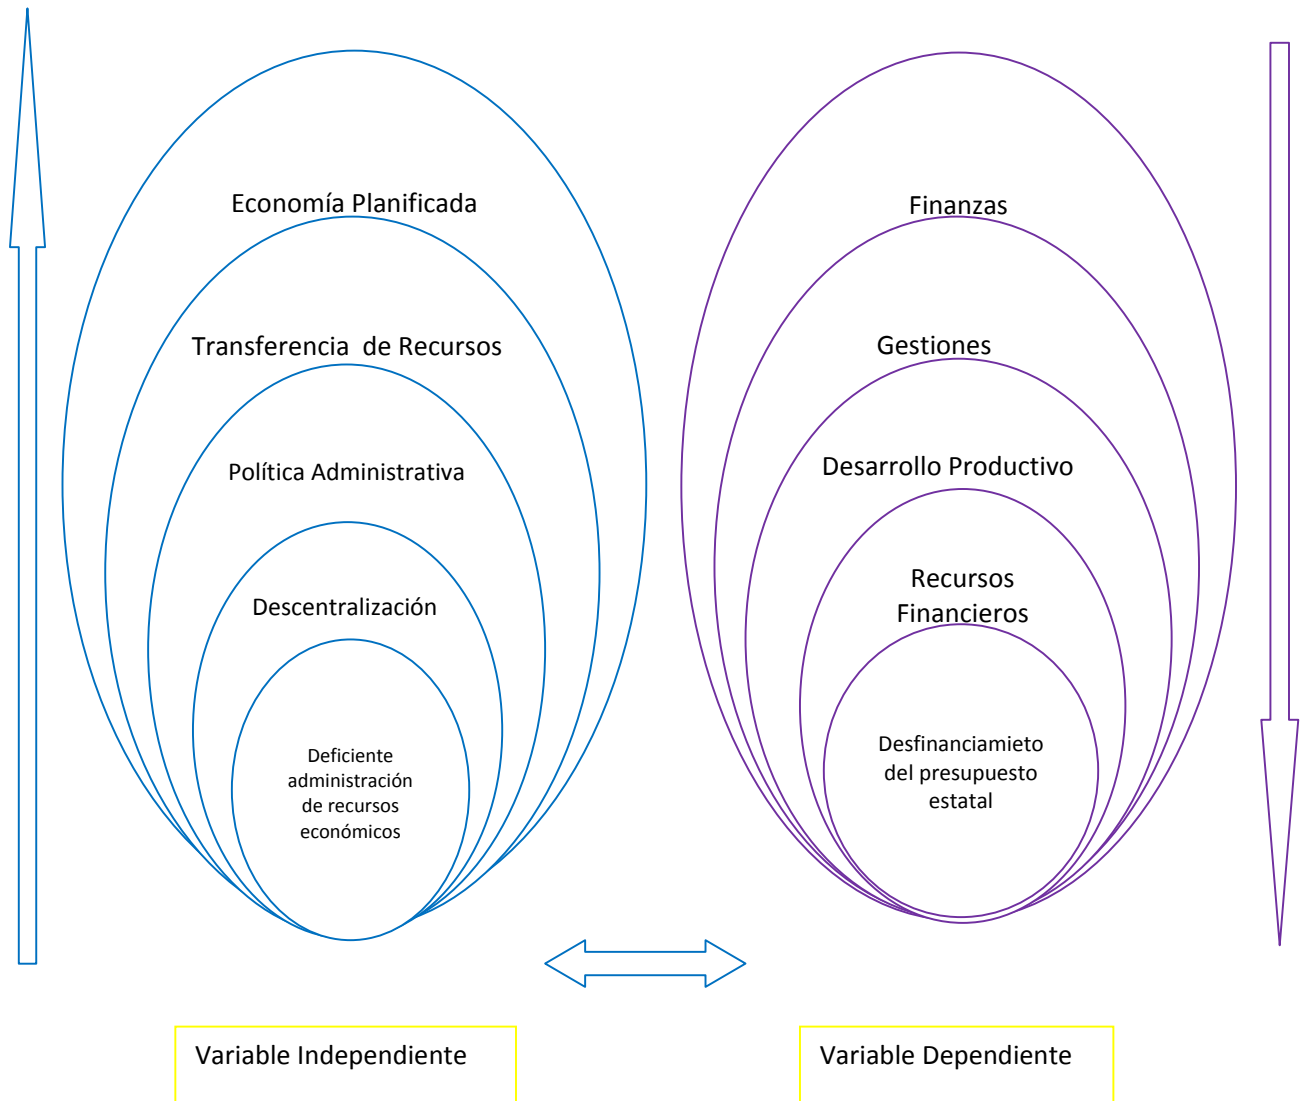 Economía Planificada
Transferencia de Recursos
Política Administrativa
Descentralización
Deficiente
administración
de recursos
económicos
Finanzas
Gestiones
Desarrollo Productivo
Recursos
Financieros
Desfinanciamieto
del presupuesto
estatal
Variable Independiente
Variable Dependiente